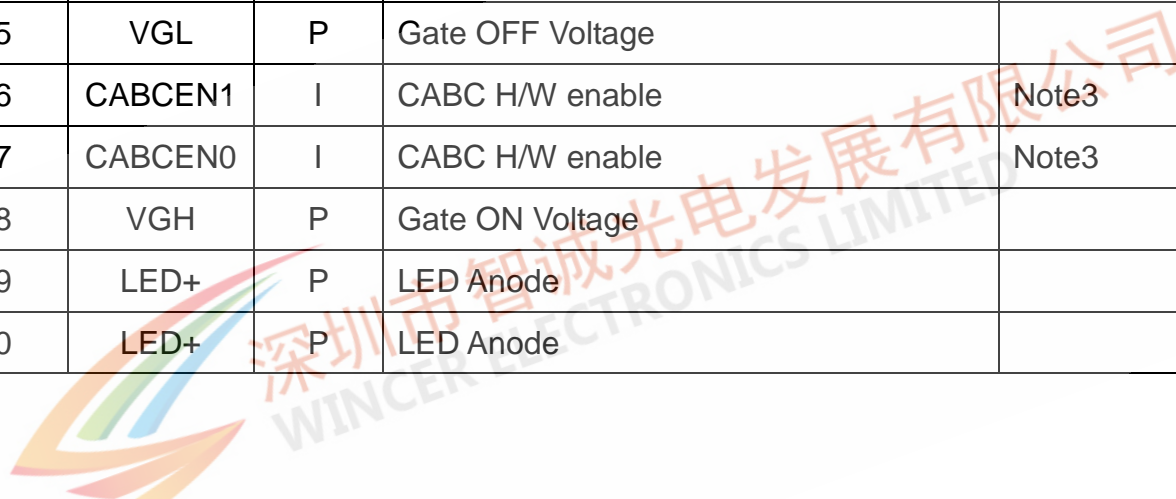 5 VGL P Gate OFF Voltage
6 CABCEN1 I CABC H/W enable Note3
7 CABCEN0 I CABC H/W enable Note3
8 VGH P Gate ON Voltage
9 LED+ P LED Anode
0 LED+ P LED Anode
深圳市智诚光电发展有限公司
WINCER ELECTRONICS LIMITED